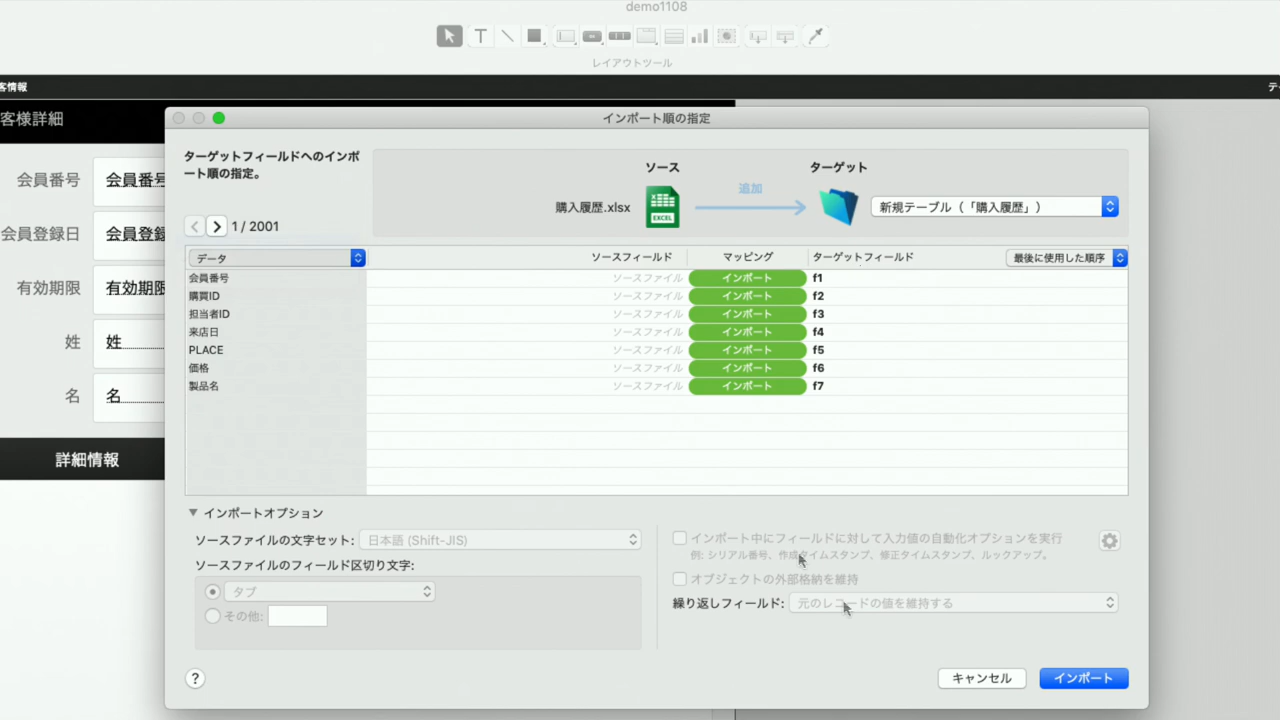 demo1108
レイアウトツール
客情報
テー
客様詳細
会員番号
会員番号
会員登録日
会員登録
有効期限
有効期限
姓
姓
名
名
詳細情報
インポート順の指定
ターゲットフィールドへのインポ
ート順の指定。
ソース
ターゲット
追加
購入履歴.xlsx
EXCEL
新規テーブル（「購入履歴」）
1 / 2001
データ
ソースフィールド
マッピング
ターゲットフィールド
最後に使用した順序
会員番号 ソースファイル インポート f1
購買ID ソースファイル インポート f2
担当者ID ソースファイル インポート f3
来店日 ソースファイル インポート f4
PLACE ソースファイル インポート f5
価格 ソースファイル インポート f6
製品名 ソースファイル インポート f7
インポートオプション
ソースファイルの文字セット: 日本語 (Shift-JIS)
ソースファイルのフィールド区切り文字:
タブ
その他:
インポート中にフィールドに対して入力値の自動化オプションを実行
例: シリアル番号、作成タイムスタンプ、修正タイムスタンプ、ルックアップ。
オブジェクトの外部格納を維持
繰り返しフィールド: 元のレコードの値を維持する
?
キャンセル
インポート